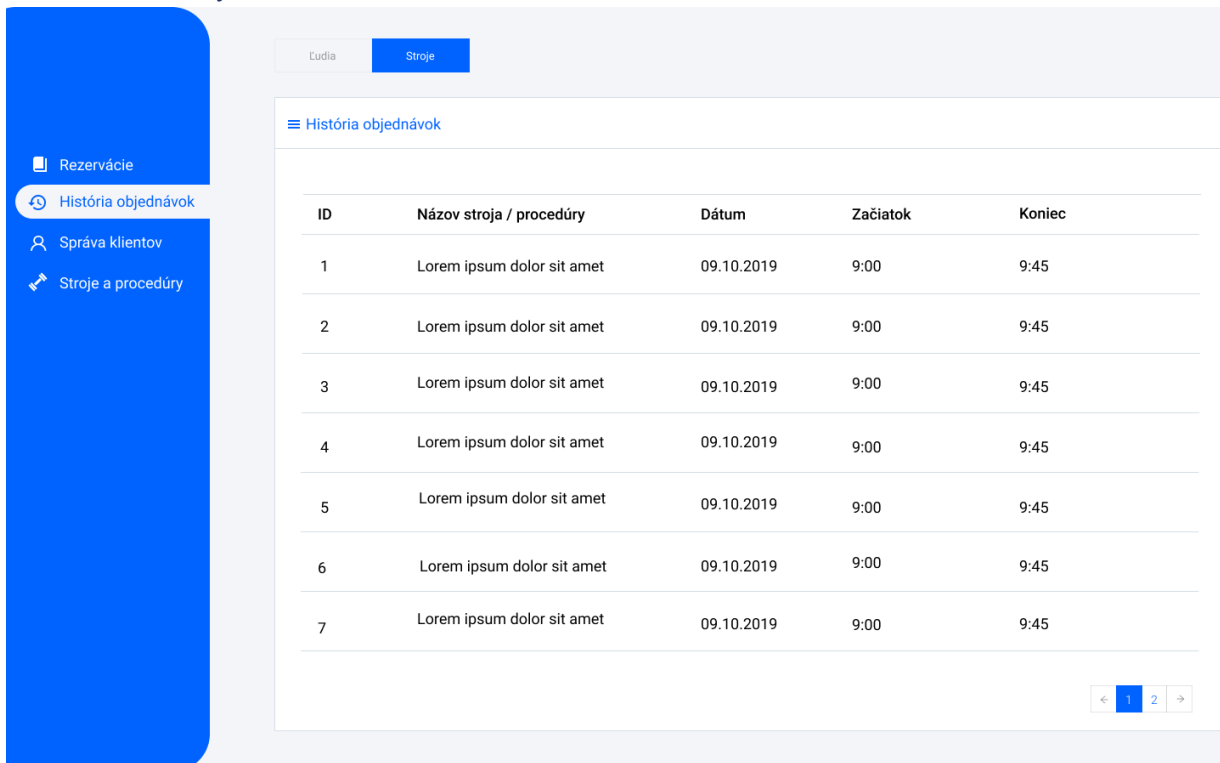 Ľudia Stroje
História objednávok
Rezervácie
História objednávok
Správa klientov
Stroje a procedúry
ID Názov stroja / procedúry Dátum Začiatok Koniec
1 Lorem ipsum dolor sit amet 09.10.2019 9:00 9:45
2 Lorem ipsum dolor sit amet 09.10.2019 9:00 9:45
3 Lorem ipsum dolor sit amet 09.10.2019 9:00 9:45
4 Lorem ipsum dolor sit amet 09.10.2019 9:00 9:45
5 Lorem ipsum dolor sit amet 09.10.2019 9:00 9:45
6 Lorem ipsum dolor sit amet 09.10.2019 9:00 9:45
7 Lorem ipsum dolor sit amet 09.10.2019 9:00 9:45
← 1 2 →